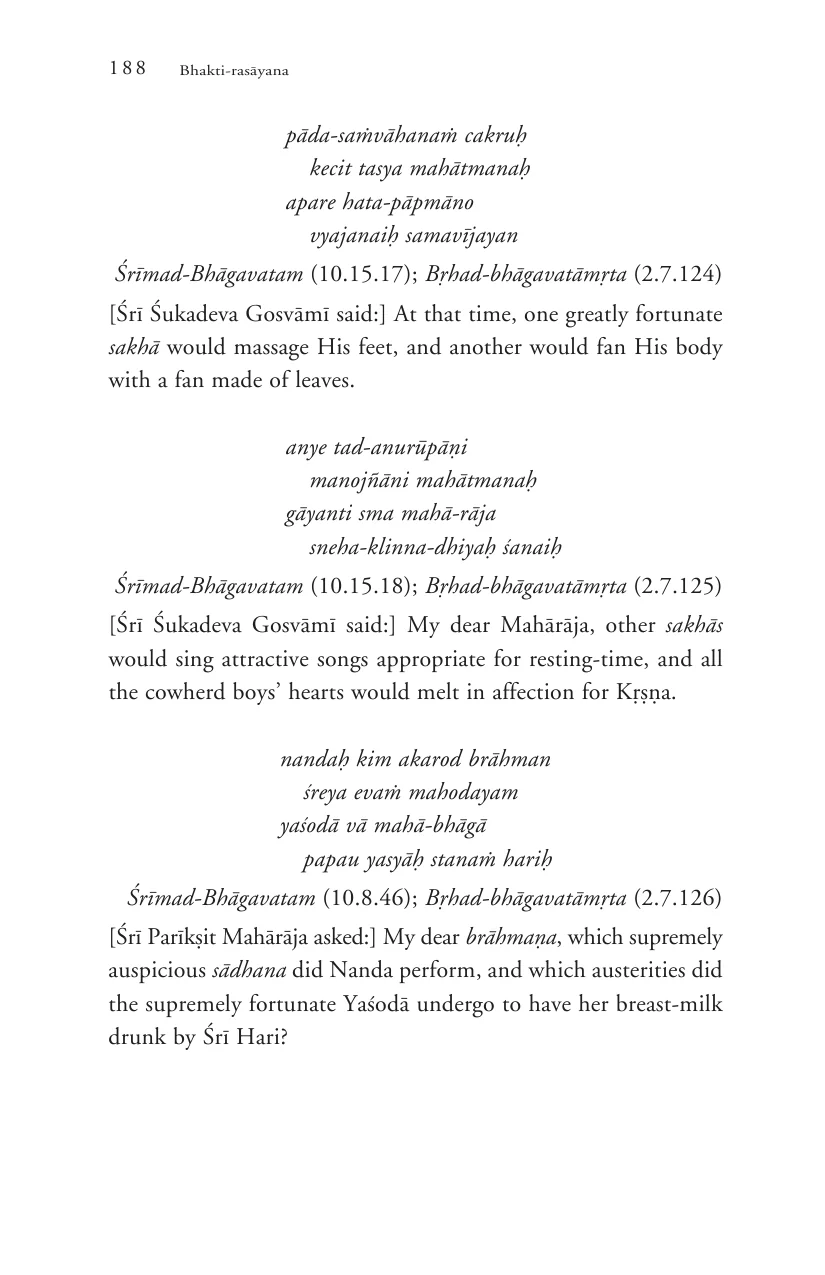 188 Bhakti-rasāyana
pāda-saṁvāhanaṁ cakruḥ
kecit tasya mahātmanaḥ
apare hata-pāpmāno
vyajanaiḥ samavījayan
Śrīmad-Bhāgavatam (10.15.17); Bṛhad-bhāgavatāmṛta (2.7.124)
[Śrī Śukadeva Gosvāmī said:] At that time, one greatly fortunate
sakhā would massage His feet, and another would fan His body
with a fan made of leaves.
anye tad-anurūpāṇi
manojñāni mahātmanaḥ
gāyanti sma mahā-rāja
sneha-klinna-dhiyaḥ śanaiḥ
Śrīmad-Bhāgavatam (10.15.18); Bṛhad-bhāgavatāmṛta (2.7.125)
[Śrī Śukadeva Gosvāmī said:] My dear Mahārāja, other sakhās
would sing attractive songs appropriate for resting-time, and all
the cowherd boys’ hearts would melt in affection for Kṛṣṇa.
nandaḥ kim akarod brāhman
śreya evaṁ mahodayam
yaśodā vā mahā-bhāgā
papau yasyāḥ stanaṁ hariḥ
Śrīmad-Bhāgavatam (10.8.46); Bṛhad-bhāgavatāmṛta (2.7.126)
[Śrī Parīkṣit Mahārāja asked:] My dear brāhmaṇa, which supremely
auspicious sādhana did Nanda perform, and which austerities did
the supremely fortunate Yaśodā undergo to have her breast-milk
drunk by Śrī Hari?